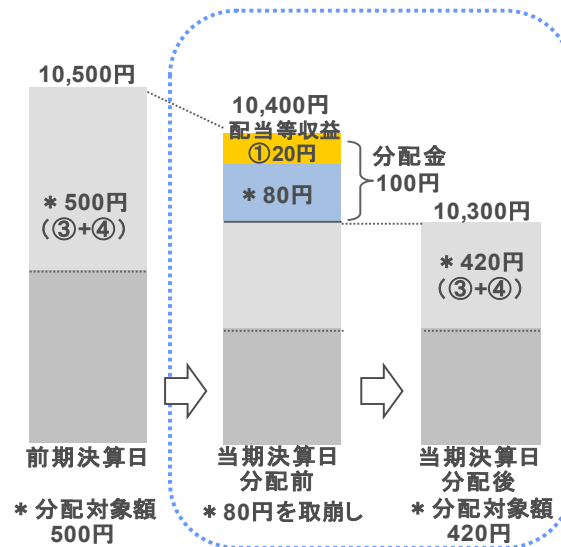 10,500円
＊500円
（③+④）
前期決算日
＊分配対象額
500円
10,400円
配当等収益
①20円
＊80円
分配金
100円
当期決算日
分配前
＊80円を取崩し
10,300円
＊420円
（③+④）
当期決算日
分配後
＊分配対象額
420円